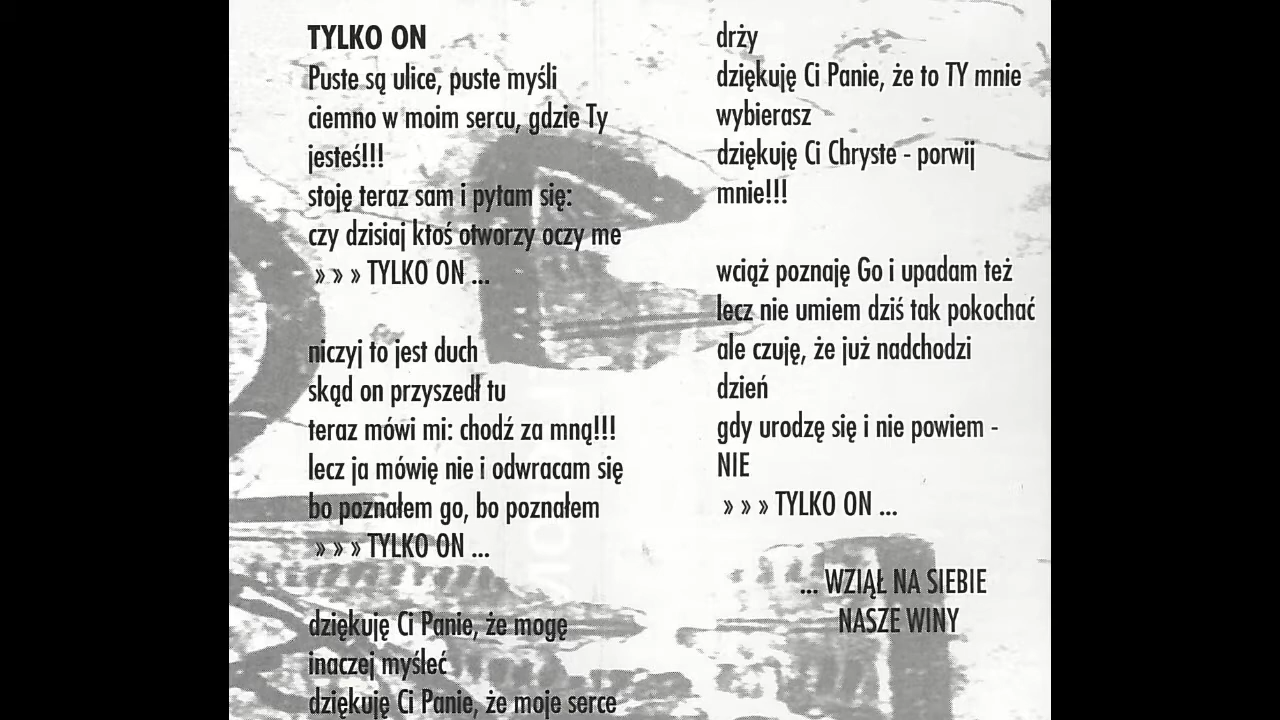 TYLKO ON
Puste są ulice, puste myśli
ciemno w moim sercu, gdzie Ty
jesteś!!!
stoję teraz sam i pytam się:
czy dzisiaj ktoś otworzy oczy me
» » » TYLKO ON ...
niczyj to jest duch
skąd on przyszedł tu
teraz mówi mi: chodź za mną!!!
lecz ja mówię nie i odwracam się
bo poznałem go, bo poznałem
» » » TYLKO ON ...
dziękuję Ci Panie, że mogę
inaczej myśleć
dziękuję Ci Panie, że moje serce
drży
dziękuję Ci Panie, że to TY mnie
wybierasz
dziękuję Ci Chryste - porwij
mnie!!!
wciąż poznaję Go i upadam też
lecz nie umiem dziś tak pokochać
ale czuję, że już nadchodzi
dzień
gdy urodzę się i nie powiem -
NIE
» » » TYLKO ON ...
... WZIĄŁ NA SIEBIE
NASZE WINY